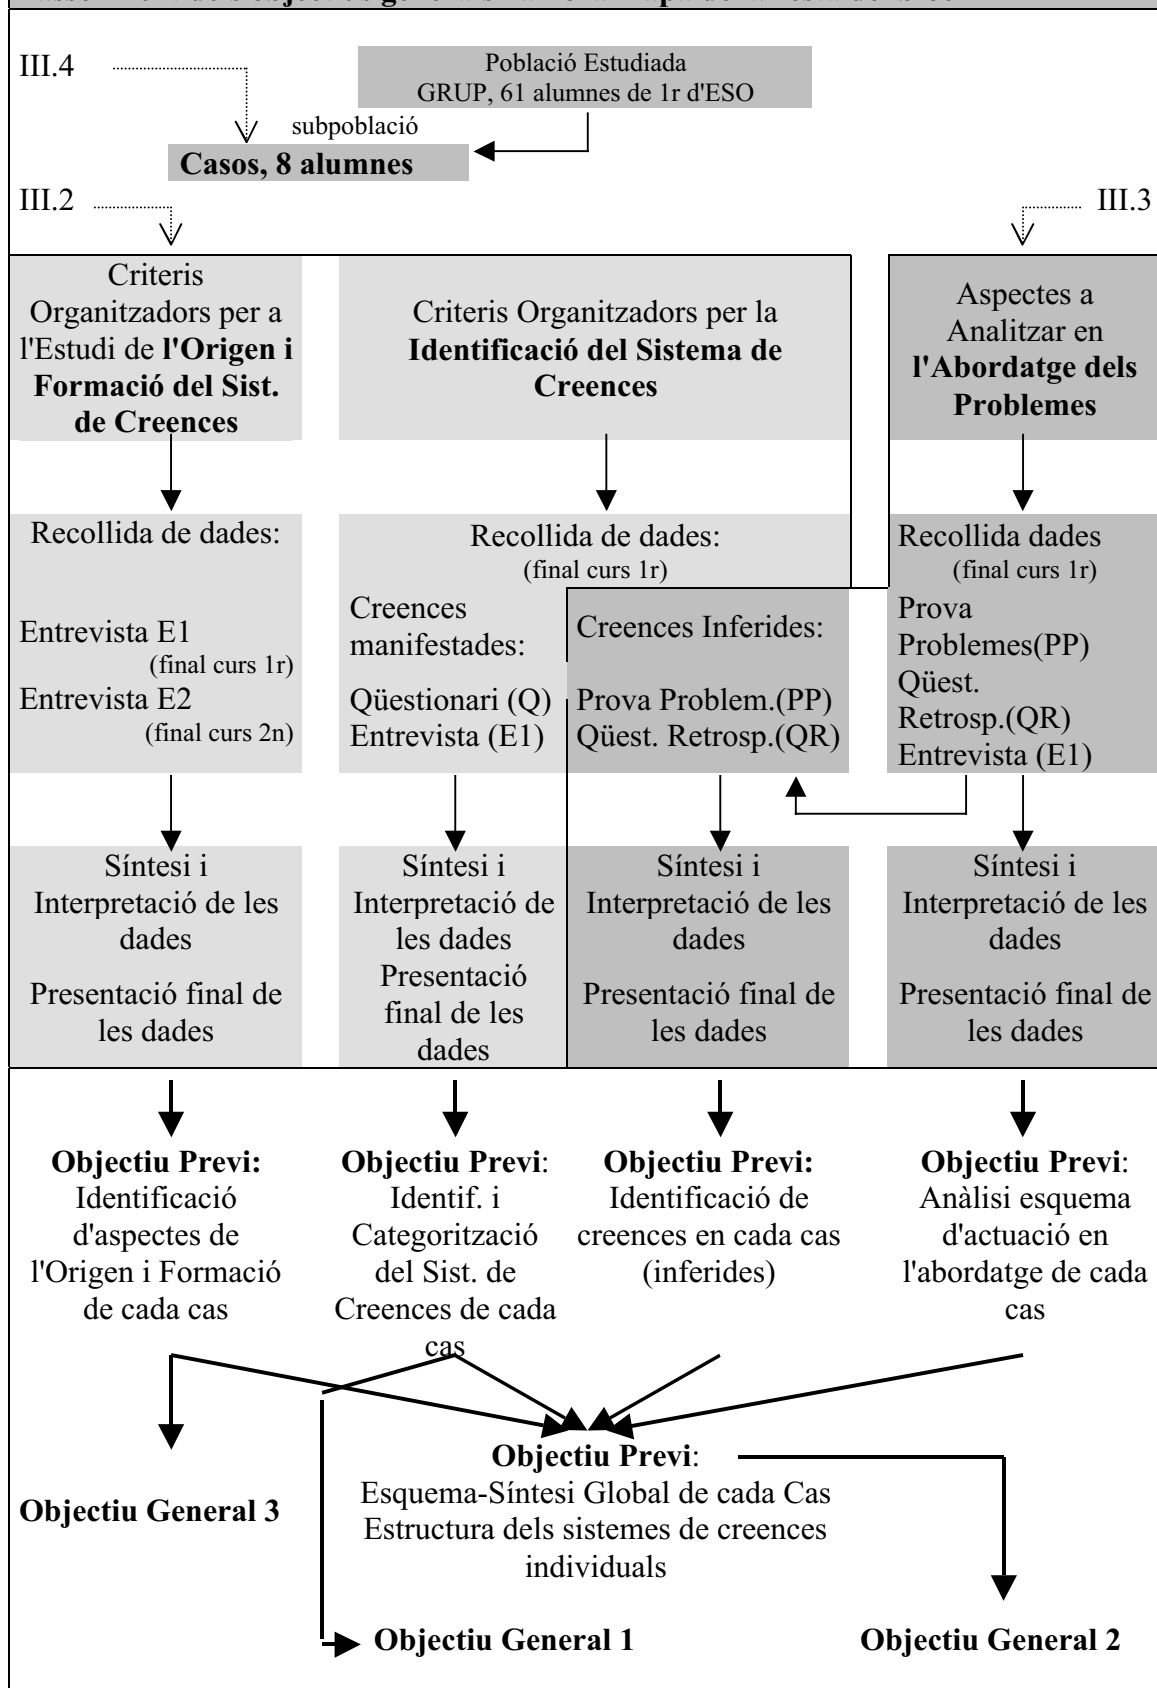 III.4
Població Estudiada
GRUP, 61 alumnes de 1r d'ESO
subpoblació
Casos, 8 alumnes
III.2
III.3
Criteris
Organitzadors per a
l'Estudi de l'Origen i
Formació del Sist.
de Creences
Criteris Organitzadors per la
Identificació del Sistema de
Creences
Aspectes a
Analitzar en
l'Abordatge dels
Problemes
Recollida de dades:
Entrevista E1
(final curs 1r)
Entrevista E2
(final curs 2n)
Recollida de dades:
(final curs 1r)
Creences
manifestades:
Qüestionari (Q)
Entrevista (E1)
Creences Inferides:
Prova Problem.(PP)
Qüest. Retrosp.(QR)
Recollida dades
(final curs 1r)
Prova
Problemes(PP)
Qüest.
Retrosp.(QR)
Entrevista (E1)
Síntesi i
Interpretació de les
dades
Presentació final de
les dades
Síntesi i
Interpretació de
les dades
Presentació
final de les
dades
Síntesi i
Interpretació de les
dades
Presentació final de
les dades
Síntesi i
Interpretació de les
dades
Presentació final de
les dades
Objectiu Previ:
Identificació
d'aspectes de
l'Origen i Formació
de cada cas
Objectiu Previ:
Identif. i
Categorització
del Sist. de
Creences de cada
cas
Objectiu Previ:
Identificació de
creences en cada cas
(inferides)
Objectiu Previ:
Anàlisi esquema
d'actuació en
l'abordatge de cada
cas
Objectiu General 3
Objectiu Previ:
Esquema-Síntesi Global de cada Cas
Estructura dels sistemes de creences
individuals
Objectiu General 1
Objectiu General 2